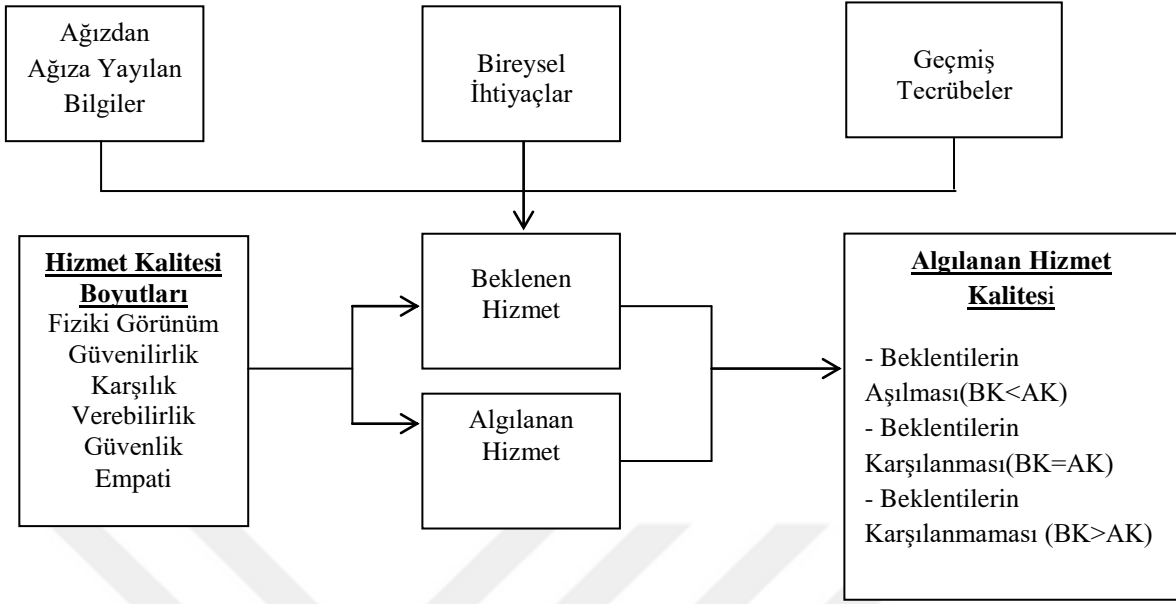 Ağızdan
Ağıza Yayılan
Bilgiler
Bireysel
İhtiyaçlar
Geçmiş
Tecrübeler
Hizmet Kalitesi
Boyutları
Fiziki Görünüm
Güvenilirlik
Karşılık
Verebilirlik
Güvenlik
Empati
Beklenen
Hizmet
Algılanan
Hizmet
Algılanan Hizmet
Kalitesi
- Beklentilerin
Aşılması(BK<AK)
- Beklentilerin
Karşılanması(BK=AK)
- Beklentilerin
Karşılanmaması (BK>AK)